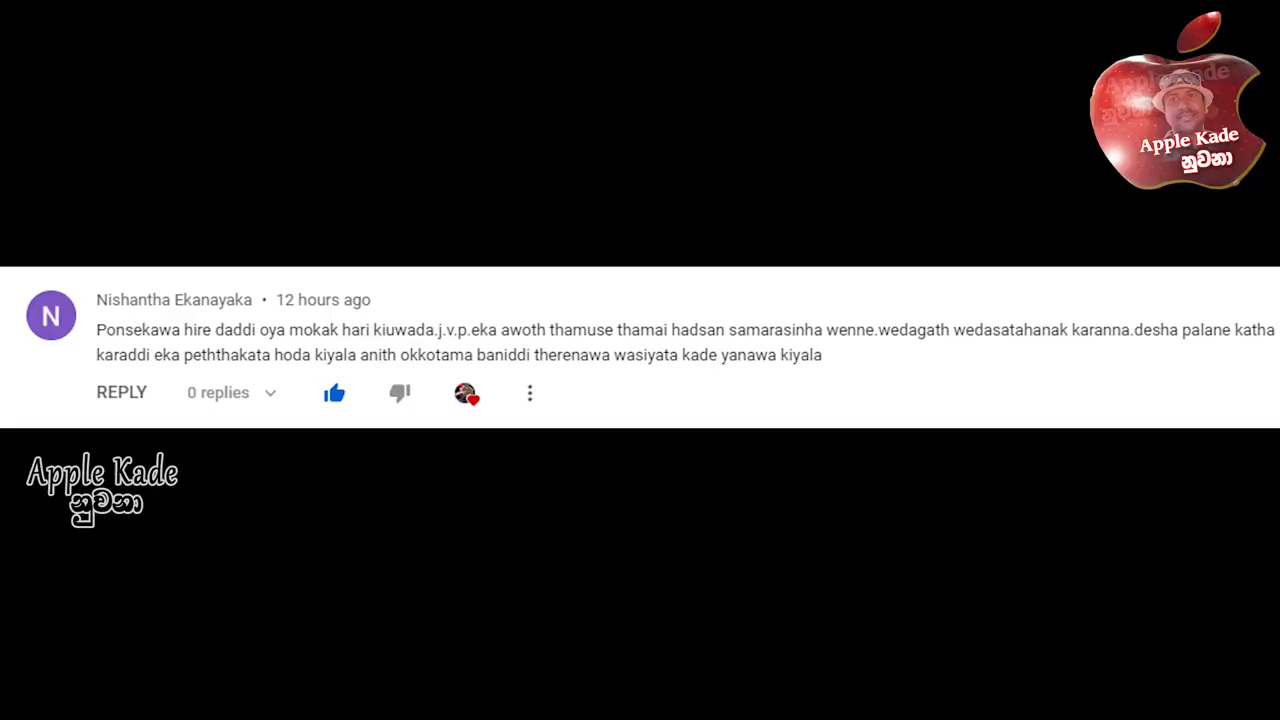 Apple Kade
නුවනා
Nishantha Ekanayaka • 12 hours ago
Ponsekawa hire daddi oya mokak hari kiuwada.j.v.p.eka awoth thamuse thamai hadsan samarasinha wenne.wedagath wedasatahanak karanna.desha palane katha
karaddi eka peththakata hoda kiyala anith okkotama baniddi therenawa wasiyata kade yanawa kiyala
REPLY 0 replies
Apple Kade
නුවනා